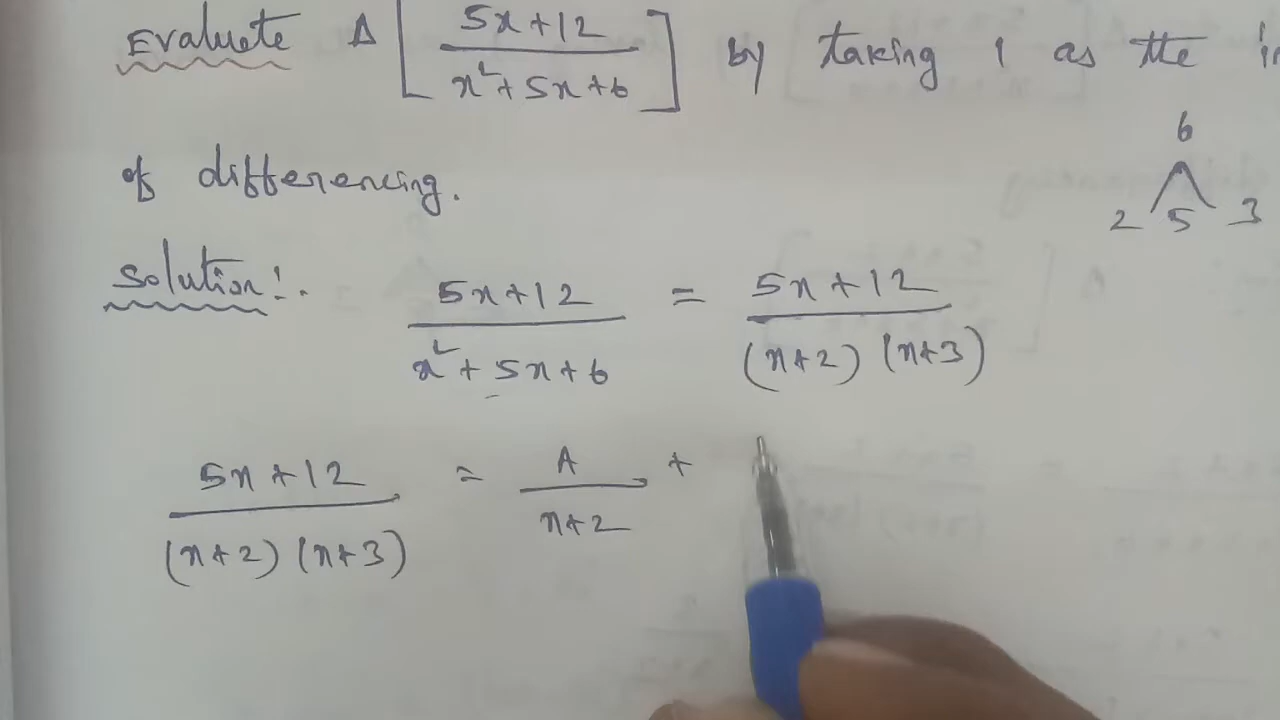 Evaluete Δ [ (5x+12)/(x²+5x+6) ] by taking 1 as the
6
of differencing.
2 5 3
Solution:. (5x+12)/(x²+5x+6) = (5x+12)/((x+2)(x+3))
(5x+12)/((x+2)(x+3)) = A/(x+2) +